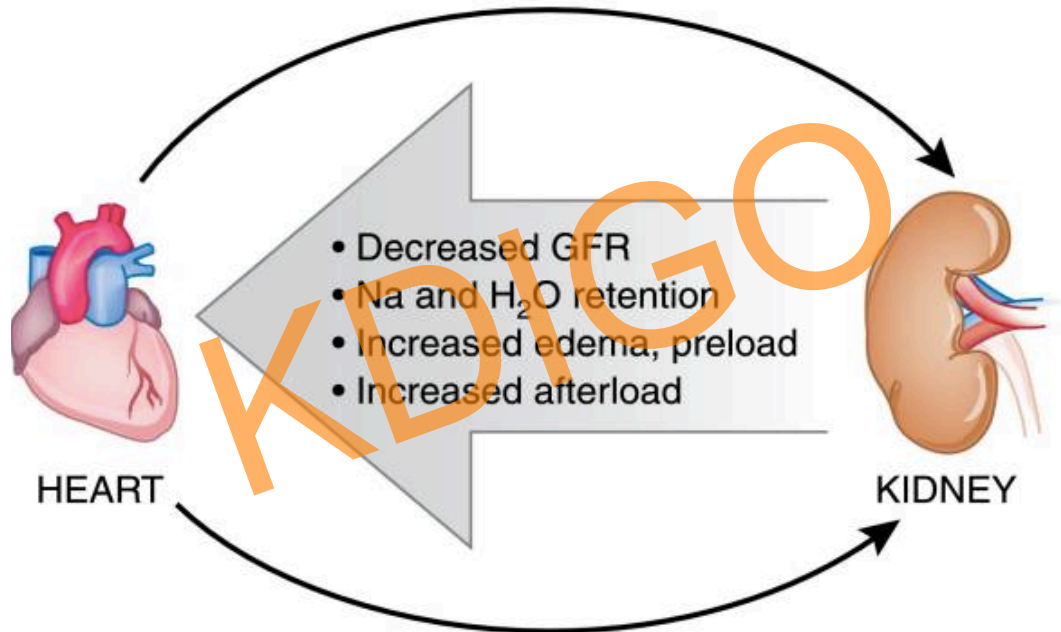 • Decreased GFR
• Na and H₂O retention
• Increased edema, preload
• Increased afterload
KDIGO
HEART
KIDNEY